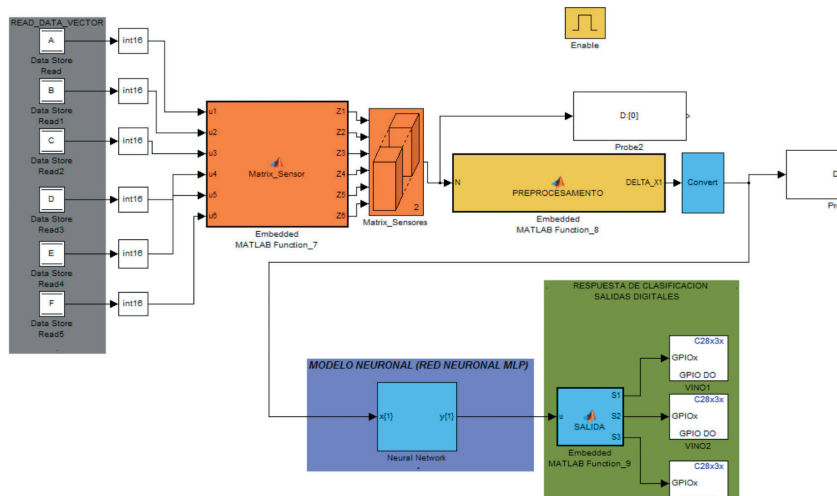 READ_DATA_VECTOR
A
Data Store
Read
int16
B
Data Store
Read1
int16
C
Data Store
Read2
int16
D
Data Store
Read3
int16
E
Data Store
Read4
int16
F
Data Store
Read5
int16
u1
u2
u3
u4
u5
u6
Matrix_Sensor
Z1
Z2
Z3
Z4
Z5
Z6
Embedded
MATLAB Function_7
2
Matrix_Sensores
Enable
D:[0]
Probe2
N
PREPROCESAMENTO
DELTA_X1
Embedded
MATLAB Function_8
Convert
D
Pro
MODELO NEURONAL (RED NEURONAL MLP)
x{1}
y{1}
Neural Network
RESPUESTA DE CLASIFICACION
SALIDAS DIGITALES
u
SALIDA
S1
S2
S3
Embedded
MATLAB Function_9
C28x3x
GPIOx
GPIO DO
VINO1
C28x3x
GPIOx
GPIO DO
VINO2
C28x3x
GPIOx